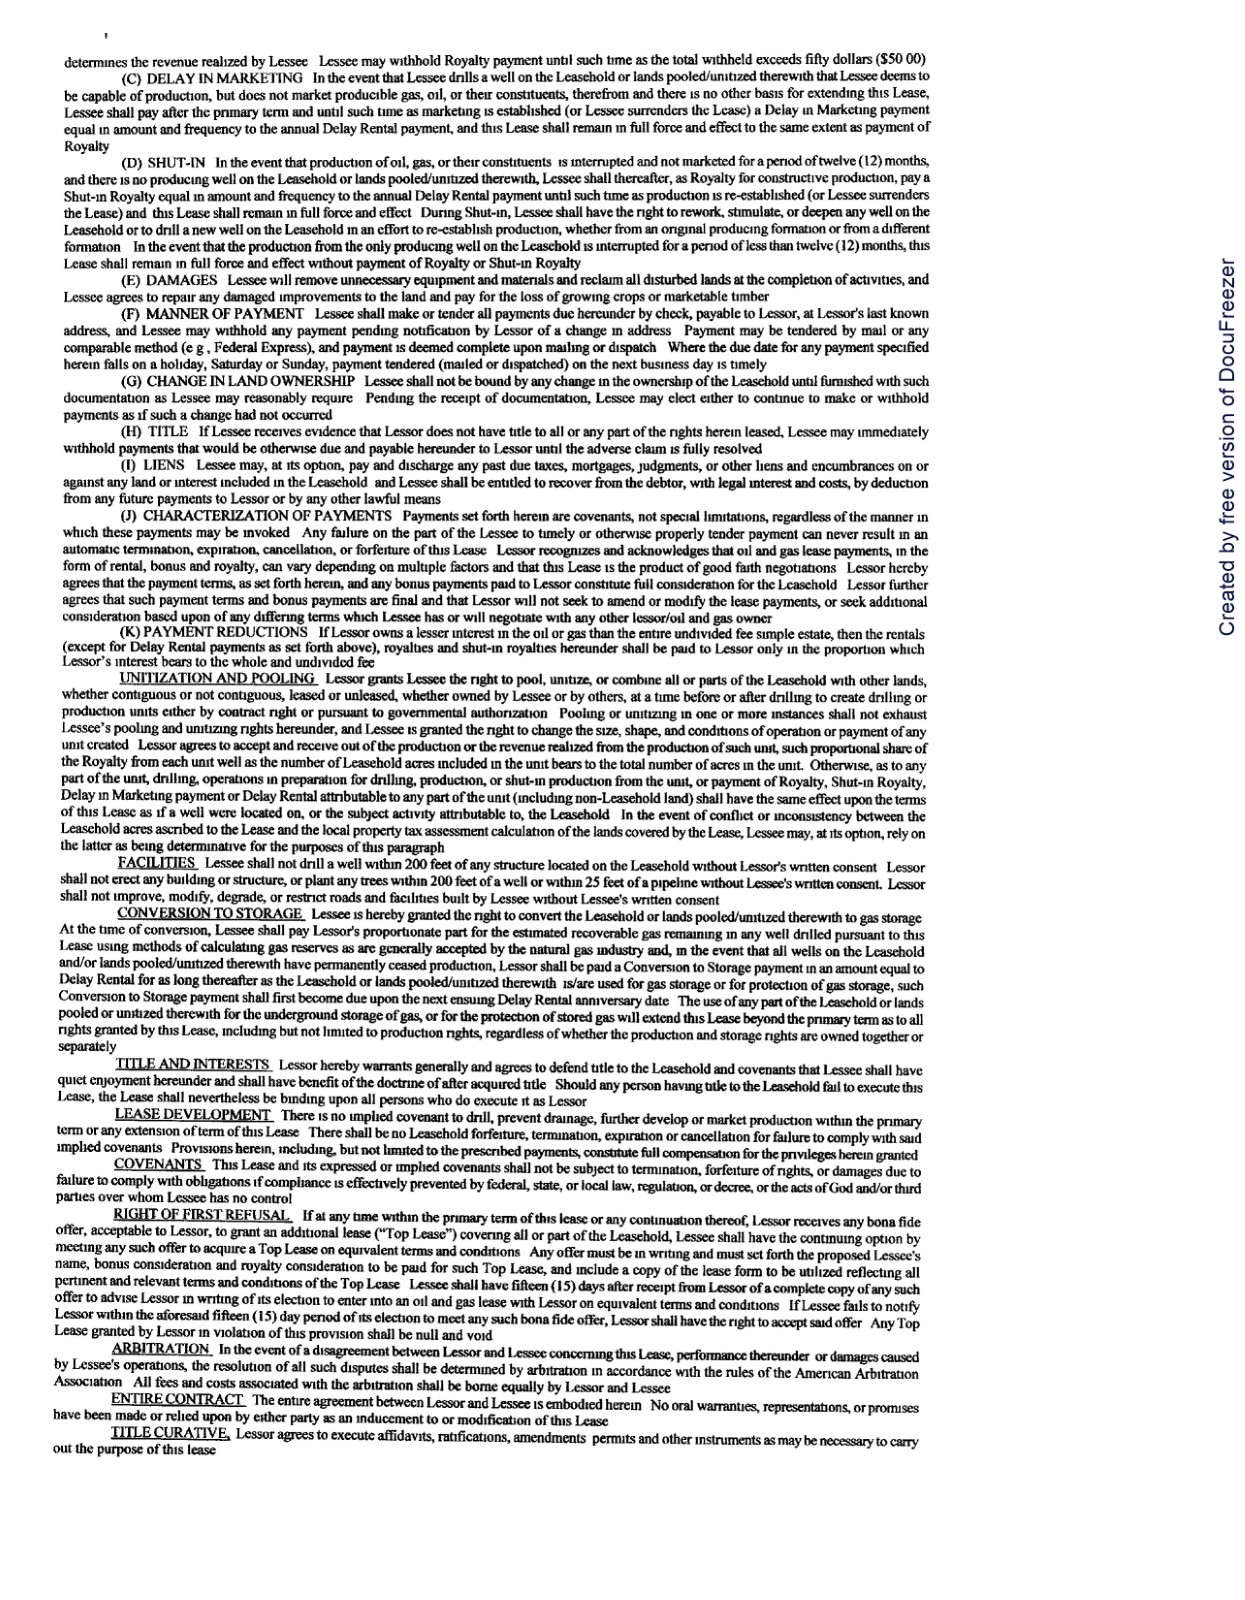 determines the revenue realized by Lessee Lessee may withhold Royalty payment until such time as the total withheld exceeds fifty dollars ($50 00)
(C) DELAY IN MARKETING In the event that Lessee drills a well on the Leasehold or lands pooled/unitized therewith that Lessee deems to
be capable of production, but does not market producible gas, oil, or their constituents, therefrom and there is no other basis for extending this Lease,
Lessee shall pay after the primary term and until such time as marketing is established (or Lessee surrenders the Lease) a Delay in Marketing payment
equal in amount and frequency to the annual Delay Rental payment, and this Lease shall remain in full force and effect to the same extent as payment of
Royalty
(D) SHUT-IN In the event that production of oil, gas, or their constituents is interrupted and not marketed for a period of twelve (12) months,
and there is no producing well on the Leasehold or lands pooled/unitized therewith, Lessee shall thereafter, as Royalty for constructive production, pay a
Shut-in Royalty equal in amount and frequency to the annual Delay Rental payment until such time as production is re-established (or Lessee surrenders
the Lease) and this Lease shall remain in full force and effect During Shut-in, Lessee shall have the right to rework, stimulate, or deepen any well on the
Leasehold or to drill a new well on the Leasehold in an effort to re-establish production, whether from an original producing formation or from a different
formation In the event that the production from the only producing well on the Leasehold is interrupted for a period of less than twelve (12) months, this
Lease shall remain in full force and effect without payment of Royalty or Shut-in Royalty
(E) DAMAGES Lessee will remove unnecessary equipment and materials and reclaim all disturbed lands at the completion of activities, and
Lessee agrees to repair any damaged improvements to the land and pay for the loss of growing crops or marketable timber
(F) MANNER OF PAYMENT Lessee shall make or tender all payments due hereunder by check, payable to Lessor, at Lessor's last known
address, and Lessee may withhold any payment pending notification by Lessor of a change in address Payment may be tendered by mail or any
comparable method (e g , Federal Express), and payment is deemed complete upon mailing or dispatch Where the due date for any payment specified
herein falls on a holiday, Saturday or Sunday, payment tendered (mailed or dispatched) on the next business day is timely
(G) CHANGE IN LAND OWNERSHIP Lessee shall not be bound by any change in the ownership of the Leasehold until furnished with such
documentation as Lessee may reasonably require Pending the receipt of documentation, Lessee may elect either to continue to make or withhold
payments as if such a change had not occurred
(H) TITLE If Lessee receives evidence that Lessor does not have title to all or any part of the rights herein leased, Lessee may immediately
withhold payments that would be otherwise due and payable hereunder to Lessor until the adverse claim is fully resolved
(I) LIENS Lessee may, at its option, pay and discharge any past due taxes, mortgages, judgments, or other liens and encumbrances on or
against any land or interest included in the Leasehold and Lessee shall be entitled to recover from the debtor, with legal interest and costs, by deduction
from any future payments to Lessor or by any other lawful means
(J) CHARACTERIZATION OF PAYMENTS Payments set forth herein are covenants, not special limitations, regardless of the manner in
which these payments may be invoked Any failure on the part of the Lessee to timely or otherwise properly tender payment can never result in an
automatic termination, expiration, cancellation, or forfeiture of this Lease Lessor recognizes and acknowledges that oil and gas lease payments, in the
form of rental, bonus and royalty, can vary depending on multiple factors and that this Lease is the product of good faith negotiations Lessor hereby
agrees that the payment terms, as set forth herein, and any bonus payments paid to Lessor constitute full consideration for the Leasehold Lessor further
agrees that such payment terms and bonus payments are final and that Lessor will not seek to amend or modify the lease payments, or seek additional
consideration based upon of any differing terms which Lessee has or will negotiate with any other lessor/oil and gas owner
(K) PAYMENT REDUCTIONS If Lessor owns a lesser interest in the oil or gas than the entire undivided fee simple estate, then the rentals
(except for Delay Rental payments as set forth above), royalties and shut-in royalties hereunder shall be paid to Lessor only in the proportion which
Lessor's interest bears to the whole and undivided fee
UNITIZATION AND POOLING Lessor grants Lessee the right to pool, unitize, or combine all or parts of the Leasehold with other lands,
whether contiguous or not contiguous, leased or unleased, whether owned by Lessee or by others, at a time before or after drilling to create drilling or
production units either by contract right or pursuant to governmental authorization Pooling or unitizing in one or more instances shall not exhaust
Lessee's pooling and unitizing rights hereunder, and Lessee is granted the right to change the size, shape, and conditions of operation or payment of any
unit created Lessor agrees to accept and receive out of the production or the revenue realized from the production of such unit, such proportional share of
the Royalty from each unit well as the number of Leasehold acres included in the unit bears to the total number of acres in the unit. Otherwise, as to any
part of the unit, drilling, operations in preparation for drilling, production, or shut-in production from the unit, or payment of Royalty, Shut-in Royalty,
Delay in Marketing payment or Delay Rental attributable to any part of the unit (including non-Leasehold land) shall have the same effect upon the terms
of this Lease as if a well were located on, or the subject activity attributable to, the Leasehold In the event of conflict or inconsistency between the
Leasehold acres ascribed to the Lease and the local property tax assessment calculation of the lands covered by the Lease, Lessee may, at its option, rely on
the latter as being determinative for the purposes of this paragraph
FACILITIES Lessee shall not drill a well within 200 feet of any structure located on the Leasehold without Lessor's written consent Lessor
shall not erect any building or structure, or plant any trees within 200 feet of a well or within 25 feet of a pipeline without Lessee's written consent. Lessor
shall not improve, modify, degrade, or restrict roads and facilities built by Lessee without Lessee's written consent
CONVERSION TO STORAGE Lessee is hereby granted the right to convert the Leasehold or lands pooled/unitized therewith to gas storage
At the time of conversion, Lessee shall pay Lessor's proportionate part for the estimated recoverable gas remaining in any well drilled pursuant to this
Lease using methods of calculating gas reserves as are generally accepted by the natural gas industry and, in the event that all wells on the Leasehold
and/or lands pooled/unitized therewith have permanently ceased production, Lessor shall be paid a Conversion to Storage payment in an amount equal to
Delay Rental for as long thereafter as the Leasehold or lands pooled/unitized therewith is/are used for gas storage or for protection of gas storage, such
Conversion to Storage payment shall first become due upon the next ensuing Delay Rental anniversary date The use of any part of the Leasehold or lands
pooled or unitized therewith for the underground storage of gas, or for the protection of stored gas will extend this Lease beyond the primary term as to all
rights granted by this Lease, including but not limited to production rights, regardless of whether the production and storage rights are owned together or
separately
TITLE AND INTERESTS Lessor hereby warrants generally and agrees to defend title to the Leasehold and covenants that Lessee shall have
quiet enjoyment hereunder and shall have benefit of the doctrine of after acquired title Should any person having title to the Leasehold fail to execute this
Lease, the Lease shall nevertheless be binding upon all persons who do execute it as Lessor
LEASE DEVELOPMENT There is no implied covenant to drill, prevent drainage, further develop or market production within the primary
term or any extension of term of this Lease There shall be no Leasehold forfeiture, termination, expiration or cancellation for failure to comply with said
implied covenants Provisions herein, including, but not limited to the prescribed payments, constitute full compensation for the privileges herein granted
COVENANTS This Lease and its expressed or implied covenants shall not be subject to termination, forfeiture of rights, or damages due to
failure to comply with obligations if compliance is effectively prevented by federal, state, or local law, regulation, or decree, or the acts of God and/or third
parties over whom Lessee has no control
RIGHT OF FIRST REFUSAL If at any time within the primary term of this lease or any continuation thereof, Lessor receives any bona fide
offer, acceptable to Lessor, to grant an additional lease ("Top Lease") covering all or part of the Leasehold, Lessee shall have the continuing option by
meeting any such offer to acquire a Top Lease on equivalent terms and conditions Any offer must be in writing and must set forth the proposed Lessee's
name, bonus consideration and royalty consideration to be paid for such Top Lease, and include a copy of the lease form to be utilized reflecting all
pertinent and relevant terms and conditions of the Top Lease Lessee shall have fifteen (15) days after receipt from Lessor of a complete copy of any such
offer to advise Lessor in writing of its election to enter into an oil and gas lease with Lessor on equivalent terms and conditions If Lessee fails to notify
Lessor within the aforesaid fifteen (15) day period of its election to meet any such bona fide offer, Lessor shall have the right to accept said offer Any Top
Lease granted by Lessor in violation of this provision shall be null and void
ARBITRATION In the event of a disagreement between Lessor and Lessee concerning this Lease, performance thereunder or damages caused
by Lessee's operations, the resolution of all such disputes shall be determined by arbitration in accordance with the rules of the American Arbitration
Association All fees and costs associated with the arbitration shall be borne equally by Lessor and Lessee
ENTIRE CONTRACT The entire agreement between Lessor and Lessee is embodied herein No oral warranties, representations, or promises
have been made or relied upon by either party as an inducement to or modification of this Lease
TITLE CURATIVE. Lessor agrees to execute affidavits, ratifications, amendments permits and other instruments as may be necessary to carry
out the purpose of this lease
Created by free version of DocuFreezer